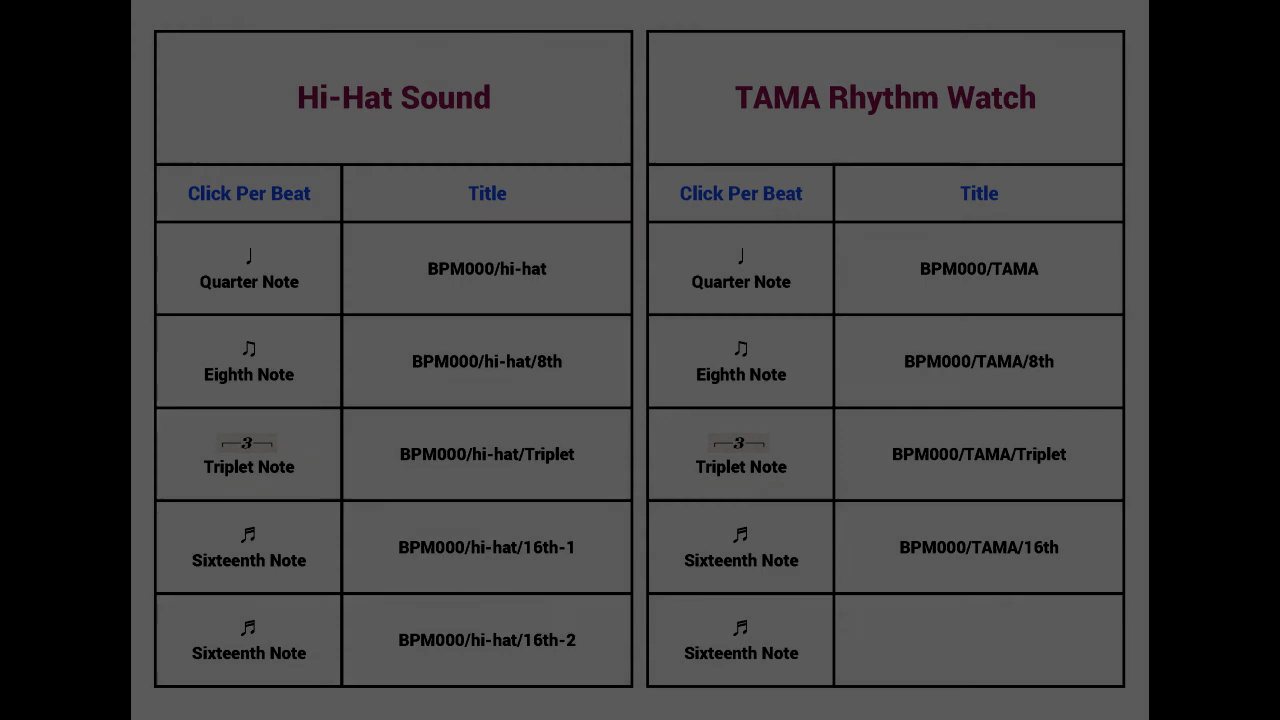 Hi-Hat Sound
Click Per Beat Title
♩
Quarter Note
BPM000/hi-hat
♫
Eighth Note
BPM000/hi-hat/8th
3
Triplet Note
BPM000/hi-hat/Triplet
♬
Sixteenth Note
BPM000/hi-hat/16th-1
♬
Sixteenth Note
BPM000/hi-hat/16th-2
TAMA Rhythm Watch
Click Per Beat Title
♩
Quarter Note
BPM000/TAMA
♫
Eighth Note
BPM000/TAMA/8th
3
Triplet Note
BPM000/TAMA/Triplet
♬
Sixteenth Note
BPM000/TAMA/16th
♬
Sixteenth Note